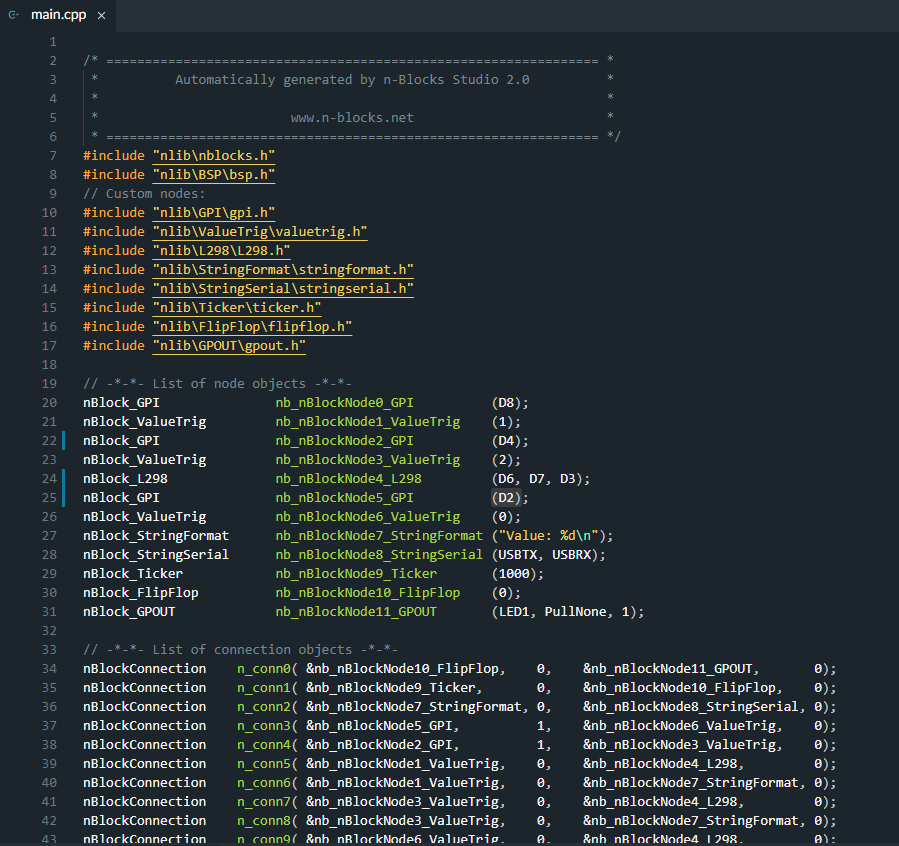 main.cpp ×
1
2 /* ================================================================ *
3 * Automatically generated by n-Blocks Studio 2.0 *
4 * *
5 * www.n-blocks.net *
6 * ================================================================ */
7 #include "nlib\nblocks.h"
8 #include "nlib\BSP\bsp.h"
9 // Custom nodes:
10 #include "nlib\GPI\gpi.h"
11 #include "nlib\ValueTrig\valuetrig.h"
12 #include "nlib\L298\L298.h"
13 #include "nlib\StringFormat\stringformat.h"
14 #include "nlib\StringSerial\stringserial.h"
15 #include "nlib\Ticker\ticker.h"
16 #include "nlib\FlipFlop\flipflop.h"
17 #include "nlib\GPOUT\gpout.h"
18
19 // -*-*- List of node objects -*-*-
20 nBlock_GPI nb_nBlockNode0_GPI (D8);
21 nBlock_ValueTrig nb_nBlockNode1_ValueTrig (1);
22 nBlock_GPI nb_nBlockNode2_GPI (D4);
23 nBlock_ValueTrig nb_nBlockNode3_ValueTrig (2);
24 nBlock_L298 nb_nBlockNode4_L298 (D6, D7, D3);
25 nBlock_GPI nb_nBlockNode5_GPI (D2);
26 nBlock_ValueTrig nb_nBlockNode6_ValueTrig (0);
27 nBlock_StringFormat nb_nBlockNode7_StringFormat ("Value: %d\n");
28 nBlock_StringSerial nb_nBlockNode8_StringSerial (USBTX, USBRX);
29 nBlock_Ticker nb_nBlockNode9_Ticker (1000);
30 nBlock_FlipFlop nb_nBlockNode10_FlipFlop (0);
31 nBlock_GPOUT nb_nBlockNode11_GPOUT (LED1, PullNone, 1);
32
33 // -*-*- List of connection objects -*-*-
34 nBlockConnection n_conn0( &nb_nBlockNode10_FlipFlop, 0, &nb_nBlockNode11_GPOUT, 0);
35 nBlockConnection n_conn1( &nb_nBlockNode9_Ticker, 0, &nb_nBlockNode10_FlipFlop, 0);
36 nBlockConnection n_conn2( &nb_nBlockNode7_StringFormat, 0, &nb_nBlockNode8_StringSerial, 0);
37 nBlockConnection n_conn3( &nb_nBlockNode5_GPI, 1, &nb_nBlockNode6_ValueTrig, 0);
38 nBlockConnection n_conn4( &nb_nBlockNode2_GPI, 1, &nb_nBlockNode3_ValueTrig, 0);
39 nBlockConnection n_conn5( &nb_nBlockNode1_ValueTrig, 0, &nb_nBlockNode4_L298, 0);
40 nBlockConnection n_conn6( &nb_nBlockNode1_ValueTrig, 0, &nb_nBlockNode7_StringFormat, 0);
41 nBlockConnection n_conn7( &nb_nBlockNode3_ValueTrig, 0, &nb_nBlockNode4_L298, 0);
42 nBlockConnection n_conn8( &nb_nBlockNode3_ValueTrig, 0, &nb_nBlockNode7_StringFormat, 0);
43 nBlockConnection n_conn9( &nb_nBlockNode6_ValueTrig, 0, &nb_nBlockNode4_L298, 0);